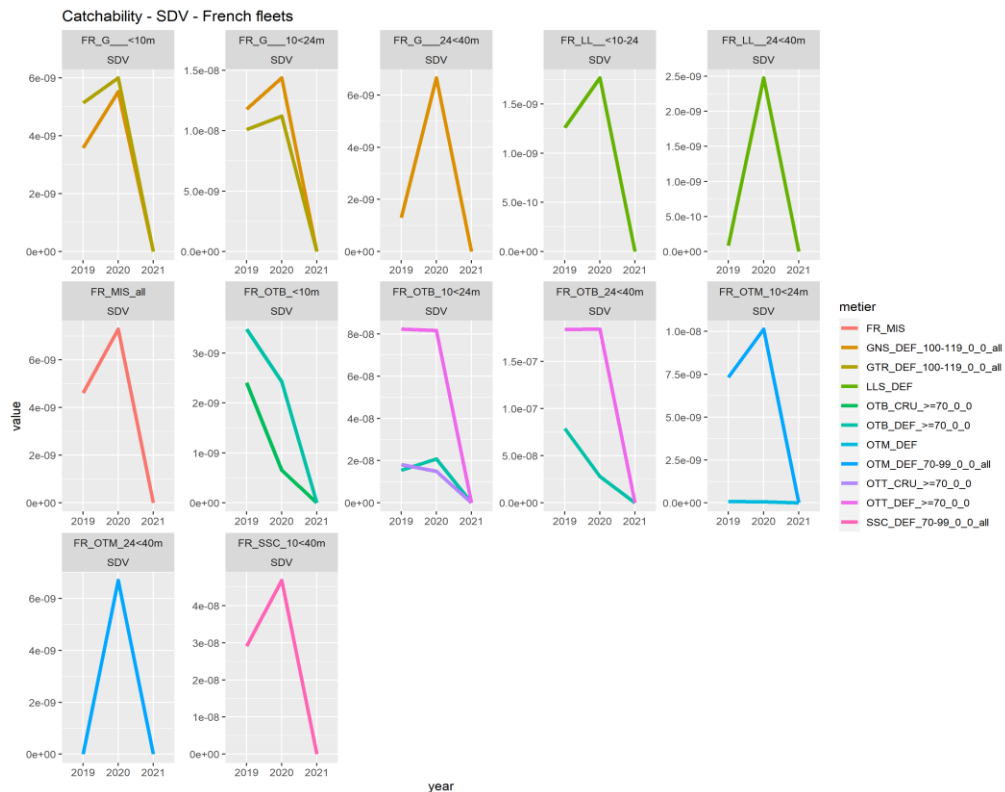 Catchability - SDV - French fleets
FR_G___<10m
FR_G___10<24m
FR_G___24<40m
FR_LL__<10-24
FR_LL__24<40m
SDV
SDV
SDV
SDV
SDV
6e-09
4e-09
2e-09
0e+00
1.5e-08
1.0e-08
5.0e-09
0.0e+00
6e-09
4e-09
2e-09
0e+00
1.5e-09
1.0e-09
5.0e-10
0.0e+00
2.5e-09
2.0e-09
1.5e-09
1.0e-09
5.0e-10
0.0e+00
2019 2020 2021
2019 2020 2021
2019 2020 2021
2019 2020 2021
2019 2020 2021
FR_MIS_all
FR_OTB_<10m
FR_OTB_10<24m
FR_OTB_24<40m
FR_OTM_10<24m
SDV
SDV
SDV
SDV
SDV
value
6e-09
4e-09
2e-09
0e+00
3e-09
2e-09
1e-09
0e+00
8e-08
6e-08
4e-08
2e-08
0e+00
1.5e-07
1.0e-07
5.0e-08
0.0e+00
1.0e-08
7.5e-09
5.0e-09
2.5e-09
0.0e+00
2019 2020 2021
2019 2020 2021
2019 2020 2021
FR_OTM_24<40m
FR_SSC_10<40m
SDV
SDV
6e-09
4e-09
2e-09
0e+00
4e-08
3e-08
2e-08
1e-08
0e+00
2019 2020 2021
2019 2020 2021
year
metier
FR_MIS
GNS_DEF_100-119_0_0_all
GTR_DEF_100-119_0_0_all
LLS_DEF
OTB_CRU_>=70_0_0
OTB_DEF_>=70_0_0
OTM_DEF
OTM_DEF_70-99_0_0_all
OTT_CRU_>=70_0_0
OTT_DEF_>=70_0_0
SSC_DEF_70-99_0_0_all